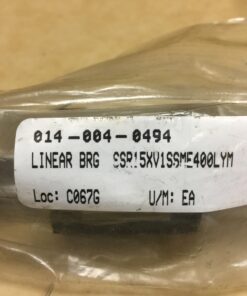 014-004-0494
LINEAR BRG SSR15XV1SSME400LYM
Loc: C067G U/M: EA